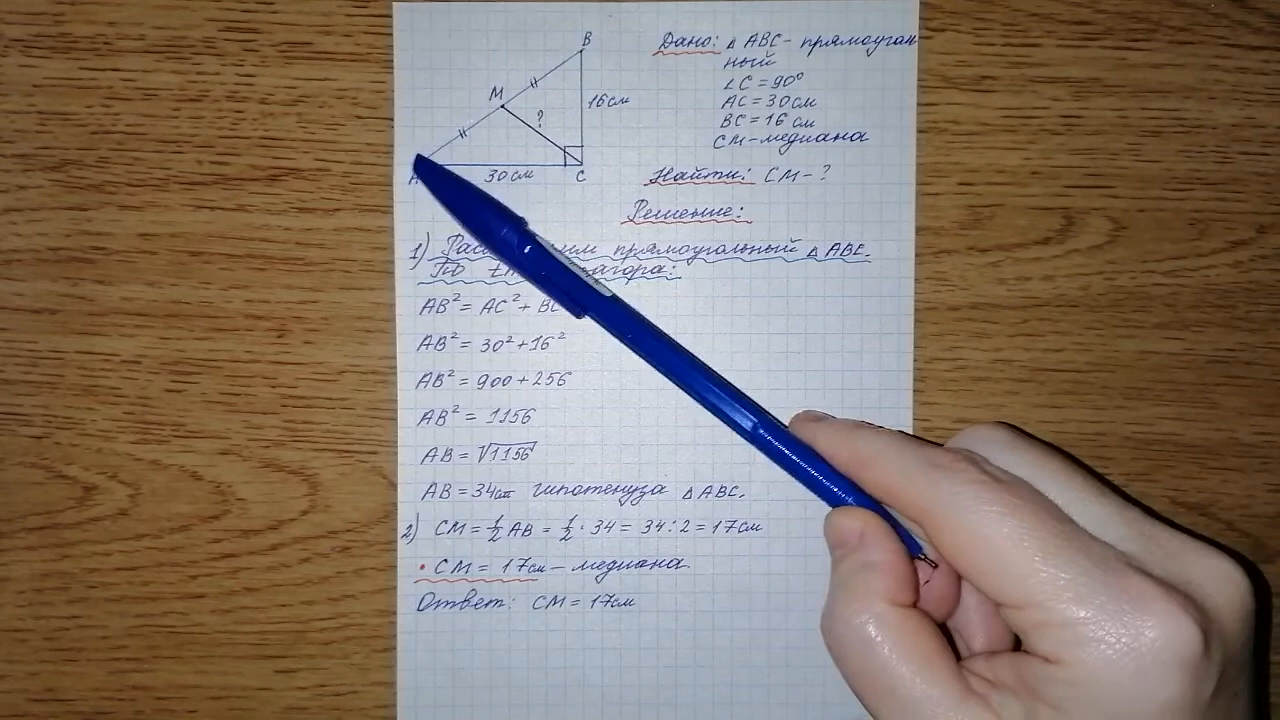 B
M
16см
?
A
30см
C
Дано: △ABC- прямоуголь
ный
∠C = 90°
AC = 30см
BC = 16 см
CM-медиана
Найти: CM-?
Решение:
1) прямоугольный △ABC.
По
AB² = AC² + BC
AB² = 30² + 16²
AB² = 900 + 256
AB² = 1156
AB = √1156
AB = 34см гипотенуза △ABC.
2) CM = 1/2 AB = 1/2 · 34 = 34 : 2 = 17см
• CM = 17см - медиана.
Ответ: CM = 17см